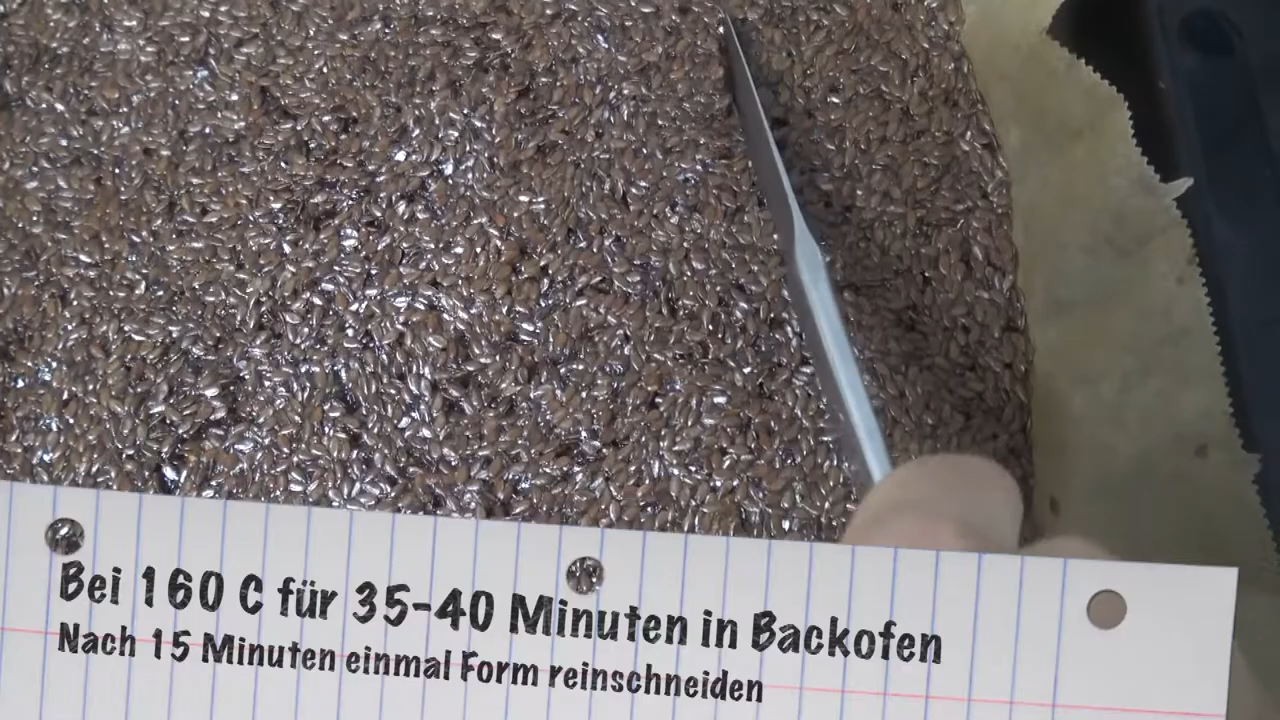 Bei 160 C für 35-40 Minuten in Backofen
Nach 15 Minuten einmal Form reinschneiden